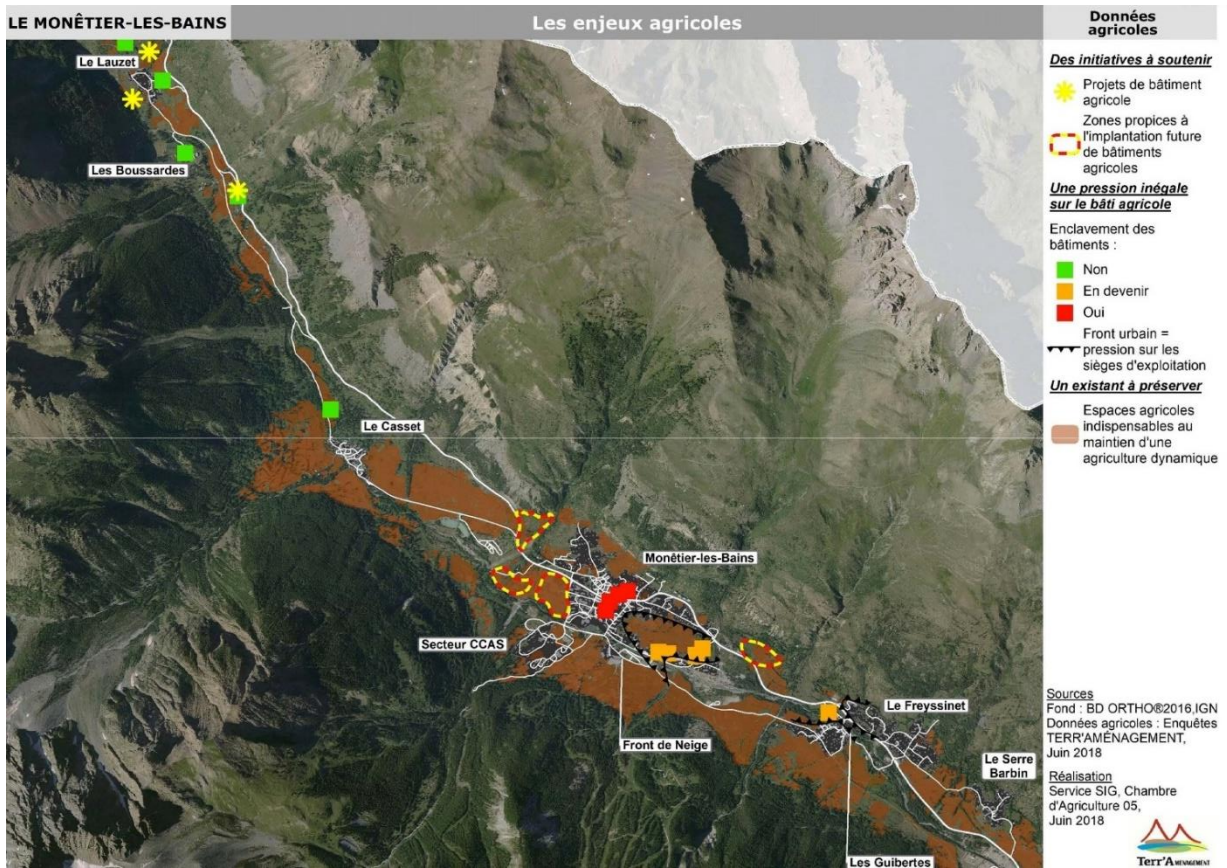 LE MONÊTIER-LES-BAINS
Les enjeux agricoles
Données
agricoles
Des initiatives à soutenir
Projets de bâtiment
agricole
Zones propices à
l'implantation future
de bâtiments
agricoles
Une pression inégale
sur le bâti agricole
Enclavement des
bâtiments :
Non
En devenir
Oui
Front urbain =
pression sur les
sièges d'exploitation
Un existant à préserver
Espaces agricoles
indispensables au
maintien d'une
agriculture dynamique
Le Lauzet
Les Boussardes
Le Casset
Monêtier-les-Bains
Secteur CCAS
Front de Neige
Le Freyssinet
Le Serre
Barbin
Les Guibertes
Sources
Fond : BD ORTHO®2016,IGN
Données agricoles : Enquêtes
TERR'AMÉNAGEMENT,
Juin 2018
Réalisation
Service SIG, Chambre
d'Agriculture 05,
Juin 2018
Terr'AMENAGEMENT